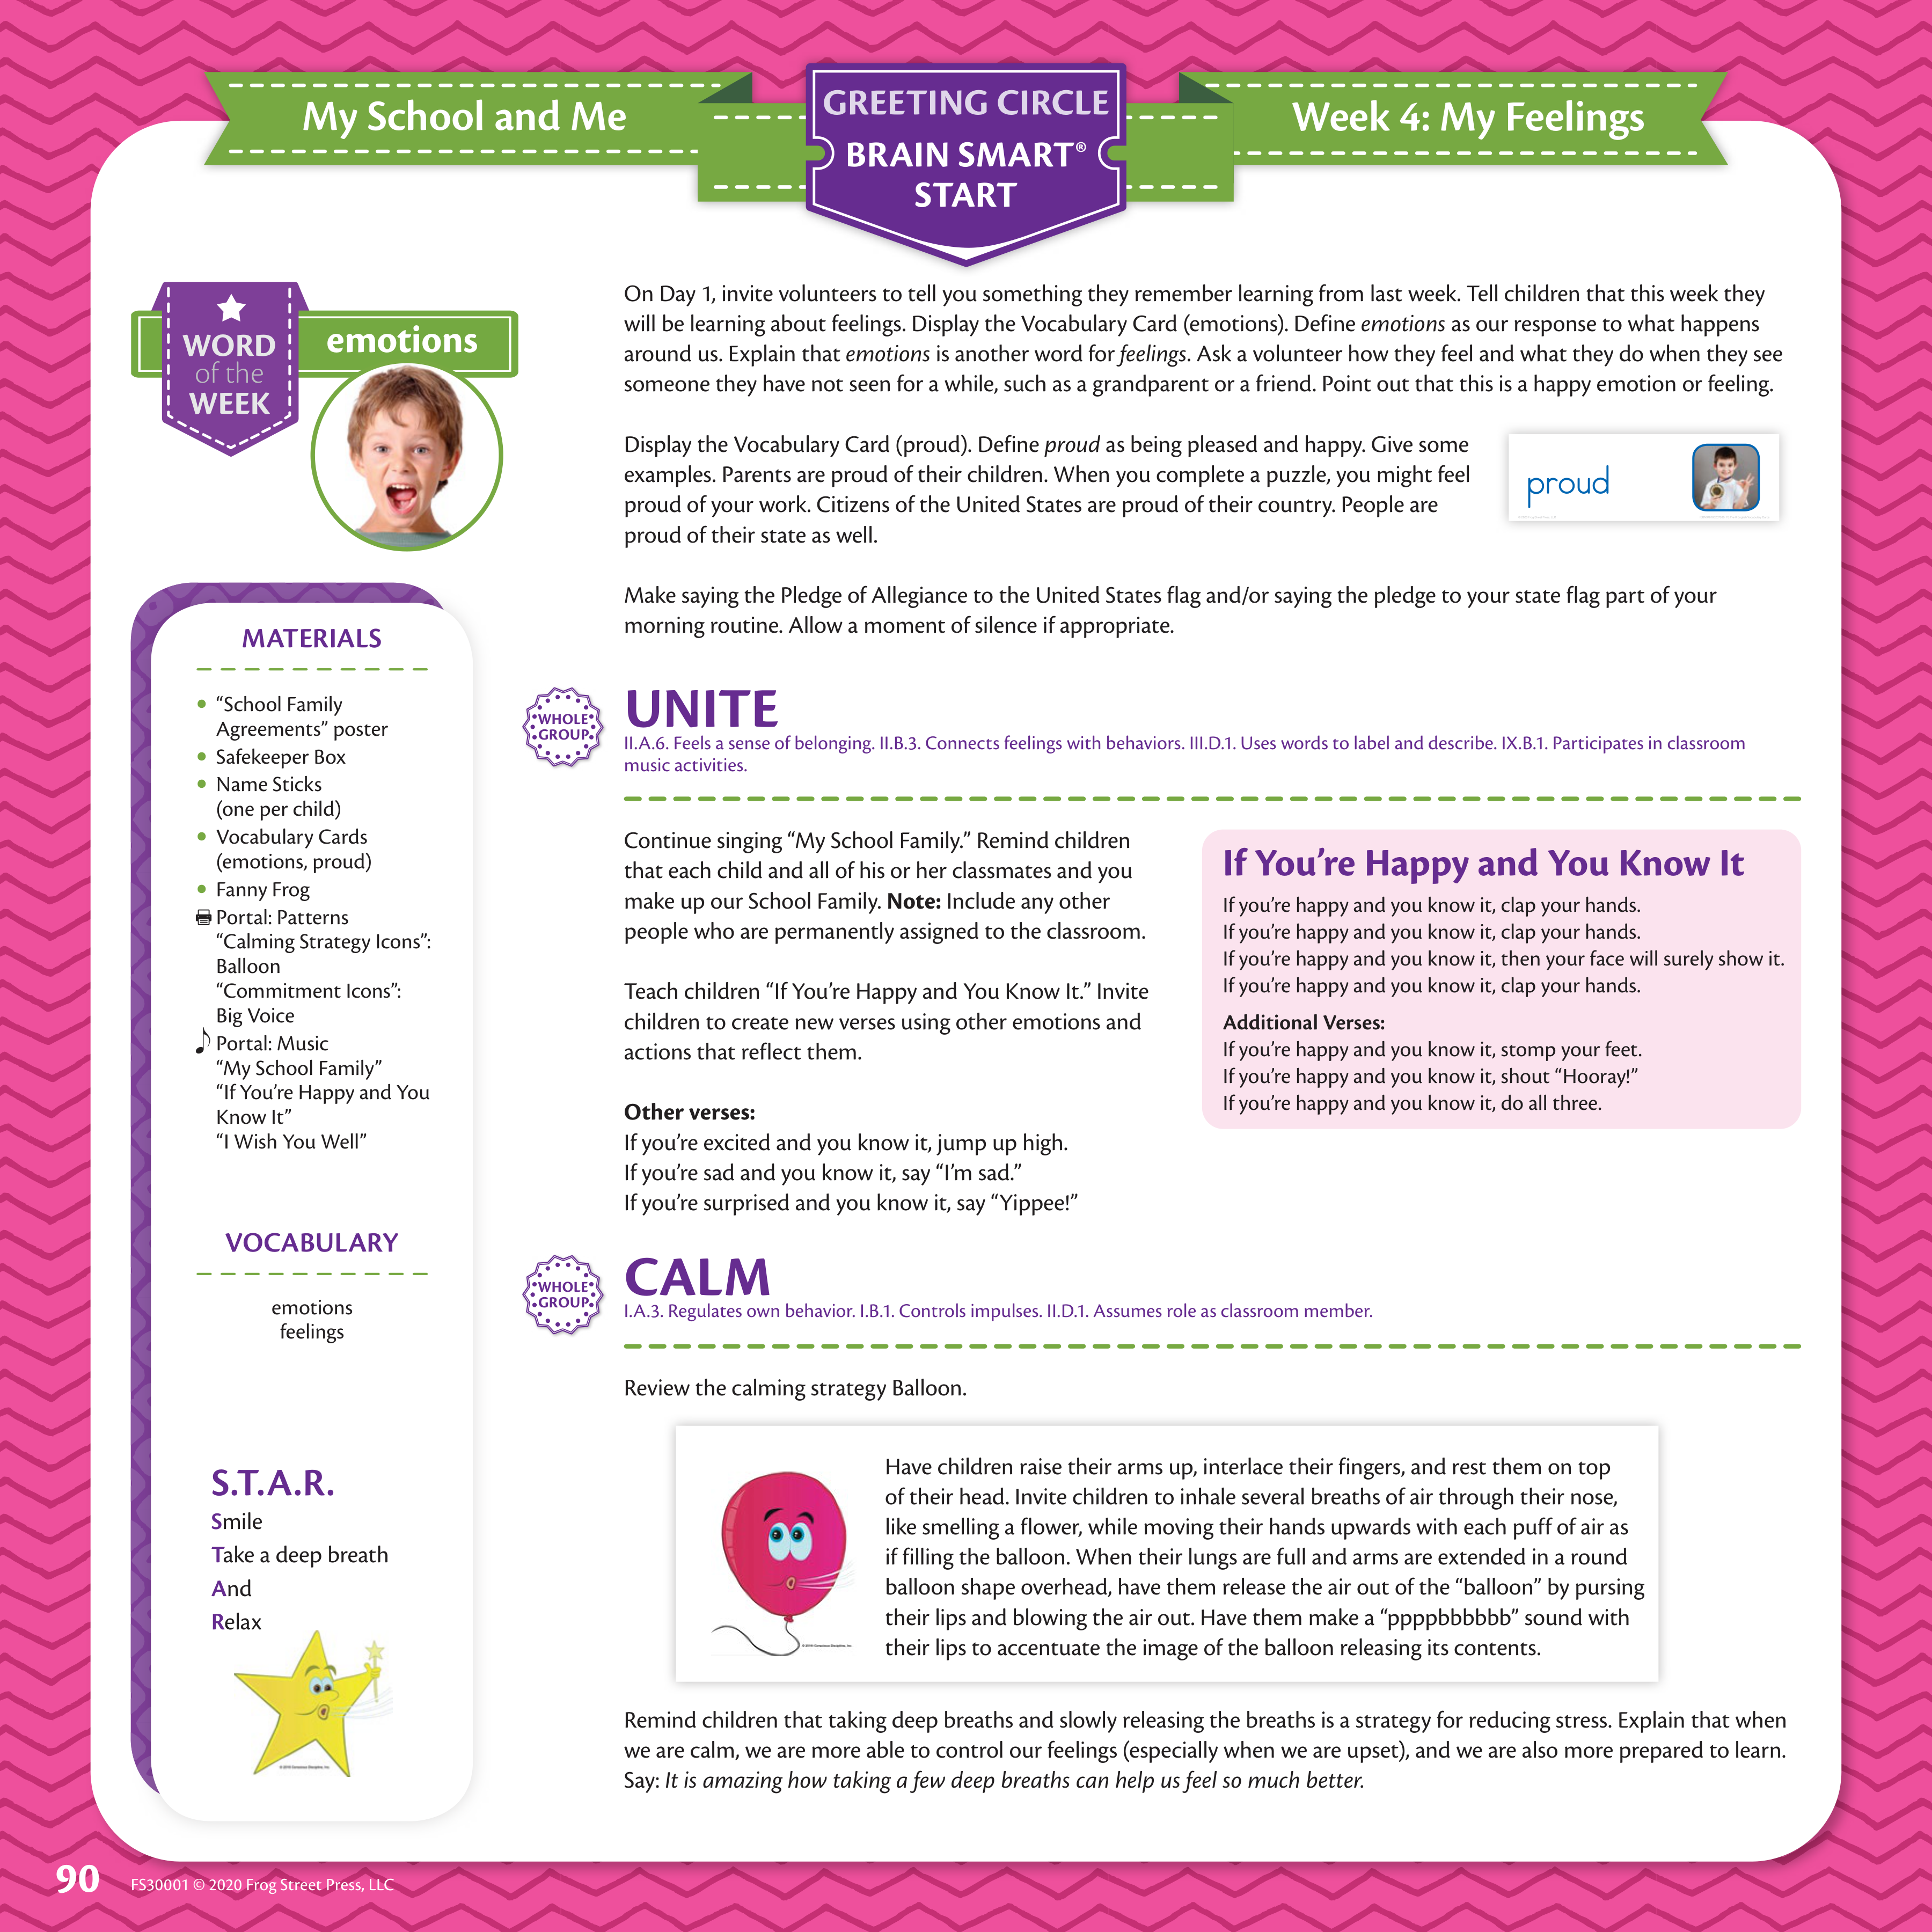 My School and Me
GREETING CIRCLE
BRAIN SMART®
START
Week 4: My Feelings
WORD
of the
WEEK
emotions
On Day 1, invite volunteers to tell you something they remember learning from last week. Tell children that this week they
will be learning about feelings. Display the Vocabulary Card (emotions). Define emotions as our response to what happens
around us. Explain that emotions is another word for feelings. Ask a volunteer how they feel and what they do when they see
someone they have not seen for a while, such as a grandparent or a friend. Point out that this is a happy emotion or feeling.
Display the Vocabulary Card (proud). Define proud as being pleased and happy. Give some
examples. Parents are proud of their children. When you complete a puzzle, you might feel
proud of your work. Citizens of the United States are proud of their country. People are
proud of their state as well.
proud
Make saying the Pledge of Allegiance to the United States flag and/or saying the pledge to your state flag part of your
morning routine. Allow a moment of silence if appropriate.
MATERIALS
• “School Family
Agreements” poster
• Safekeeper Box
• Name Sticks
(one per child)
• Vocabulary Cards
(emotions, proud)
• Fanny Frog
Portal: Patterns
“Calming Strategy Icons”:
Balloon
“Commitment Icons”:
Big Voice
Portal: Music
“My School Family”
“If You’re Happy and You
Know It”
“I Wish You Well”
VOCABULARY
emotions
feelings
S.T.A.R.
Smile
Take a deep breath
And
Relax
© 2019 Conscious Discipline, Inc.
WHOLE
GROUP
UNITE
II.A.6. Feels a sense of belonging. II.B.3. Connects feelings with behaviors. III.D.1. Uses words to label and describe. IX.B.1. Participates in classroom
music activities.
Continue singing “My School Family.” Remind children
that each child and all of his or her classmates and you
make up our School Family. Note: Include any other
people who are permanently assigned to the classroom.
Teach children “If You’re Happy and You Know It.” Invite
children to create new verses using other emotions and
actions that reflect them.
Other verses:
If you’re excited and you know it, jump up high.
If you’re sad and you know it, say “I’m sad.”
If you’re surprised and you know it, say “Yippee!”
If You’re Happy and You Know It
If you’re happy and you know it, clap your hands.
If you’re happy and you know it, clap your hands.
If you’re happy and you know it, then your face will surely show it.
If you’re happy and you know it, clap your hands.
Additional Verses:
If you’re happy and you know it, stomp your feet.
If you’re happy and you know it, shout “Hooray!”
If you’re happy and you know it, do all three.
WHOLE
GROUP
CALM
I.A.3. Regulates own behavior. I.B.1. Controls impulses. II.D.1. Assumes role as classroom member.
Review the calming strategy Balloon.
Have children raise their arms up, interlace their fingers, and rest them on top
of their head. Invite children to inhale several breaths of air through their nose,
like smelling a flower, while moving their hands upwards with each puff of air as
if filling the balloon. When their lungs are full and arms are extended in a round
balloon shape overhead, have them release the air out of the “balloon” by pursing
their lips and blowing the air out. Have them make a “ppppbbbbbb” sound with
their lips to accentuate the image of the balloon releasing its contents.
© 2019 Conscious Discipline, Inc.
Remind children that taking deep breaths and slowly releasing the breaths is a strategy for reducing stress. Explain that when
we are calm, we are more able to control our feelings (especially when we are upset), and we are also more prepared to learn.
Say: It is amazing how taking a few deep breaths can help us feel so much better.
90
FS30001 © 2020 Frog Street Press, LLC